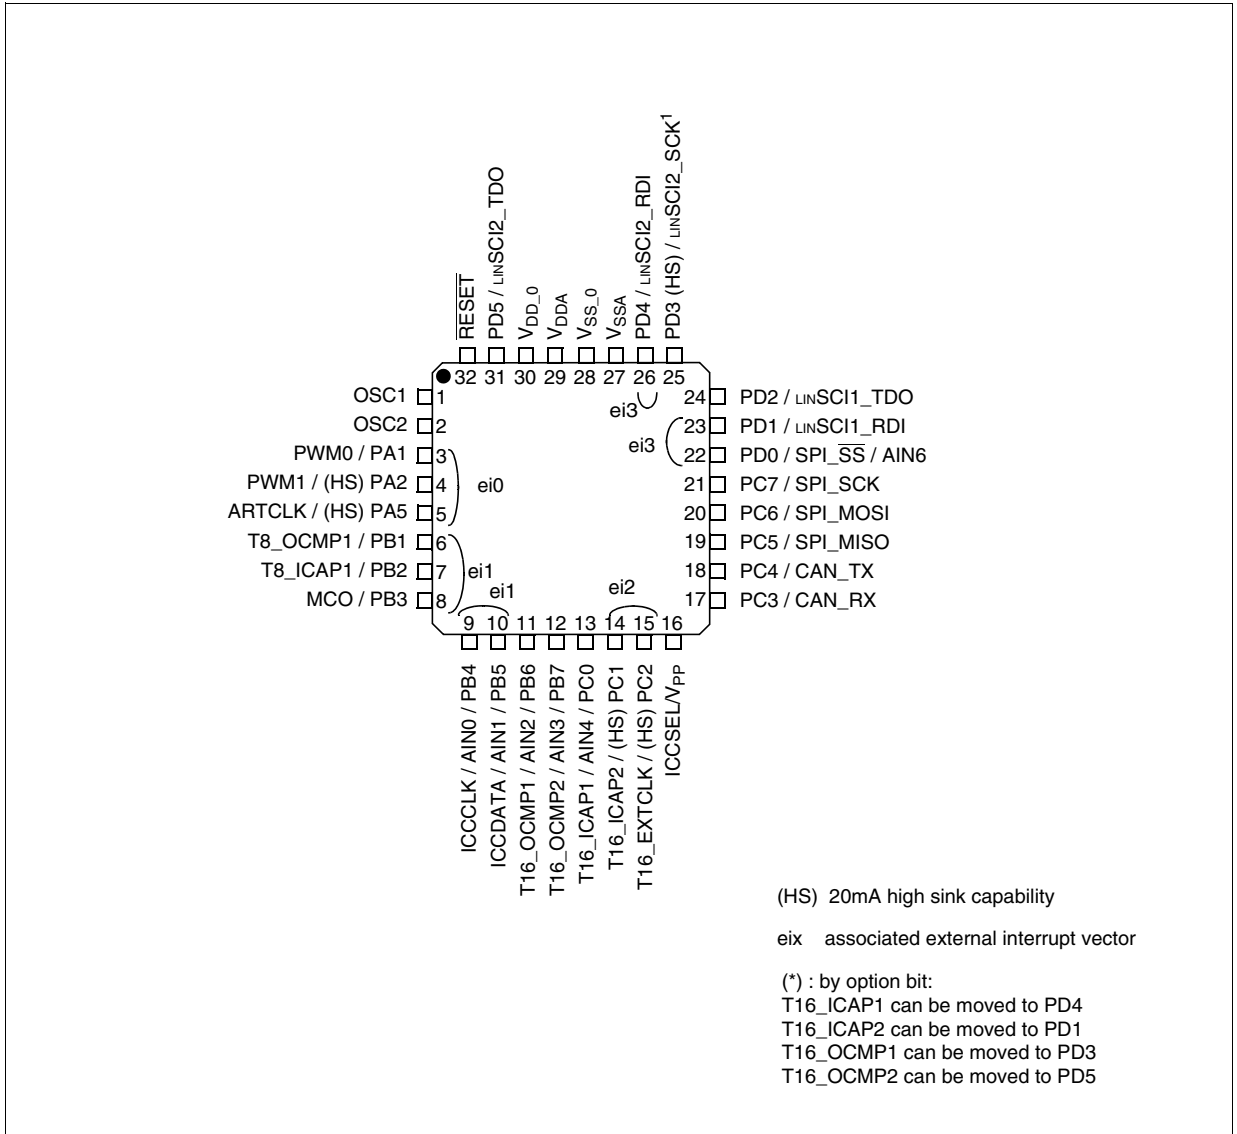 RESET
PD5 / LINSCI2_TDO
VDD_0
VDDA
VSS_0
VSSA
PD4 / LINSCI2_RDI
PD3 (HS) / LINSCI2_SCK1
32 31 30 29 28 27 26 25
OSC1 1
OSC2 2
PWM0 / PA1 3
PWM1 / (HS) PA2 4
ARTCLK / (HS) PA5 5
T8_OCMP1 / PB1 6
T8_ICAP1 / PB2 7
MCO / PB3 8
ei0
ei1
ei1
ei2
ei3
ei3
24 PD2 / LINSCI1_TDO
23 PD1 / LINSCI1_RDI
22 PD0 / SPI_SS / AIN6
21 PC7 / SPI_SCK
20 PC6 / SPI_MOSI
19 PC5 / SPI_MISO
18 PC4 / CAN_TX
17 PC3 / CAN_RX
9 10 11 12 13 14 15 16
ICCCLK / AIN0 / PB4
ICCDATA / AIN1 / PB5
T16_OCMP1 / AIN2 / PB6
T16_OCMP2 / AIN3 / PB7
T16_ICAP1 / AIN4 / PC0
T16_ICAP2 / (HS) PC1
T16_EXTCLK / (HS) PC2
ICCSEL/VPP
(HS) 20mA high sink capability
eix associated external interrupt vector
(*) : by option bit:
T16_ICAP1 can be moved to PD4
T16_ICAP2 can be moved to PD1
T16_OCMP1 can be moved to PD3
T16_OCMP2 can be moved to PD5